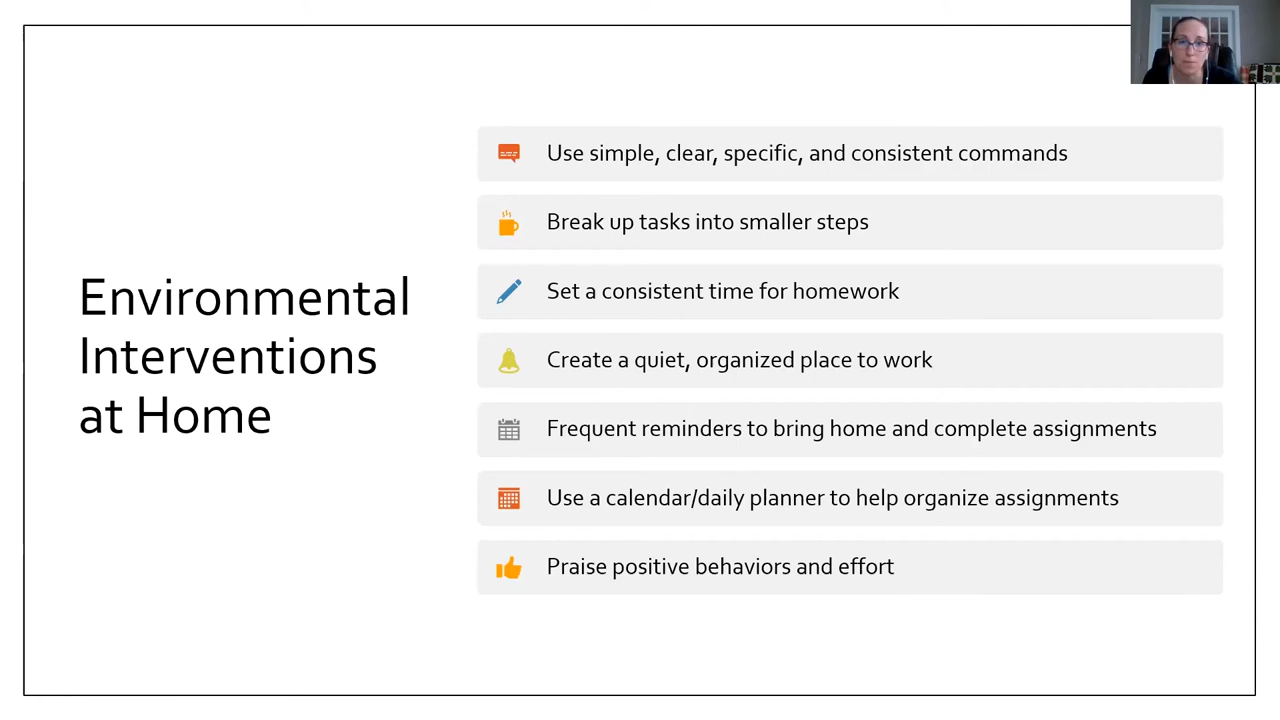 Environmental
Interventions
at Home
Use simple, clear, specific, and consistent commands
Break up tasks into smaller steps
Set a consistent time for homework
Create a quiet, organized place to work
Frequent reminders to bring home and complete assignments
Use a calendar/daily planner to help organize assignments
Praise positive behaviors and effort